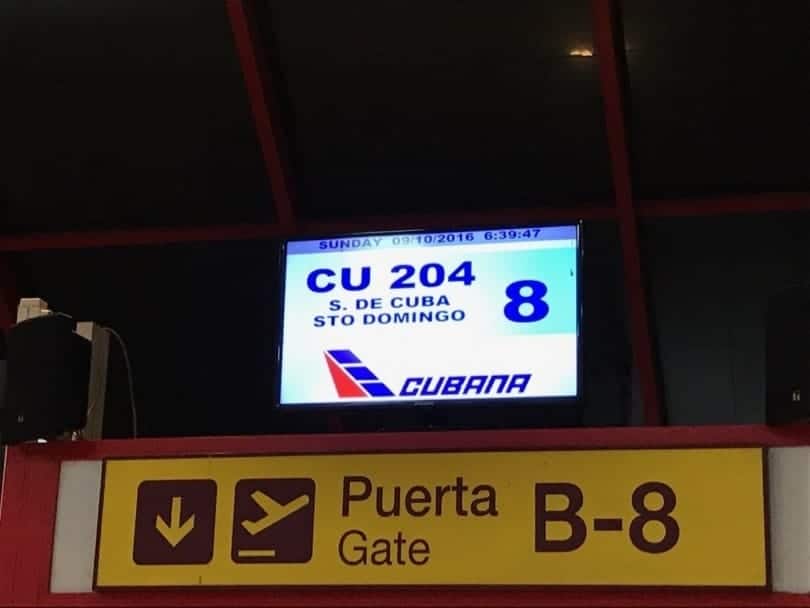 SUNDAY 09/10/2016 6:39:47
CU 204
S. DE CUBA
STO DOMINGO
8
CUBANA
Puerta
Gate
B-8